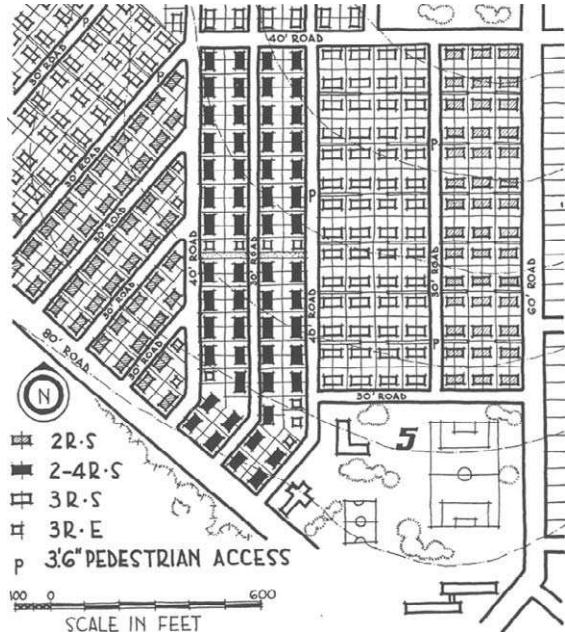 40' ROAD
P
30' ROAD
P
30' ROAD
30' ROAD
30' ROAD
30' ROAD
80' ROAD
40' ROAD
30' ROAD
P
40' ROAD
P
30' ROAD
P
60' ROAD
30' ROAD
5
N
2R·S
2-4R·S
3R·S
3R·E
P 3'.6" PEDESTRIAN ACCESS
100 0 600
SCALE IN FEET